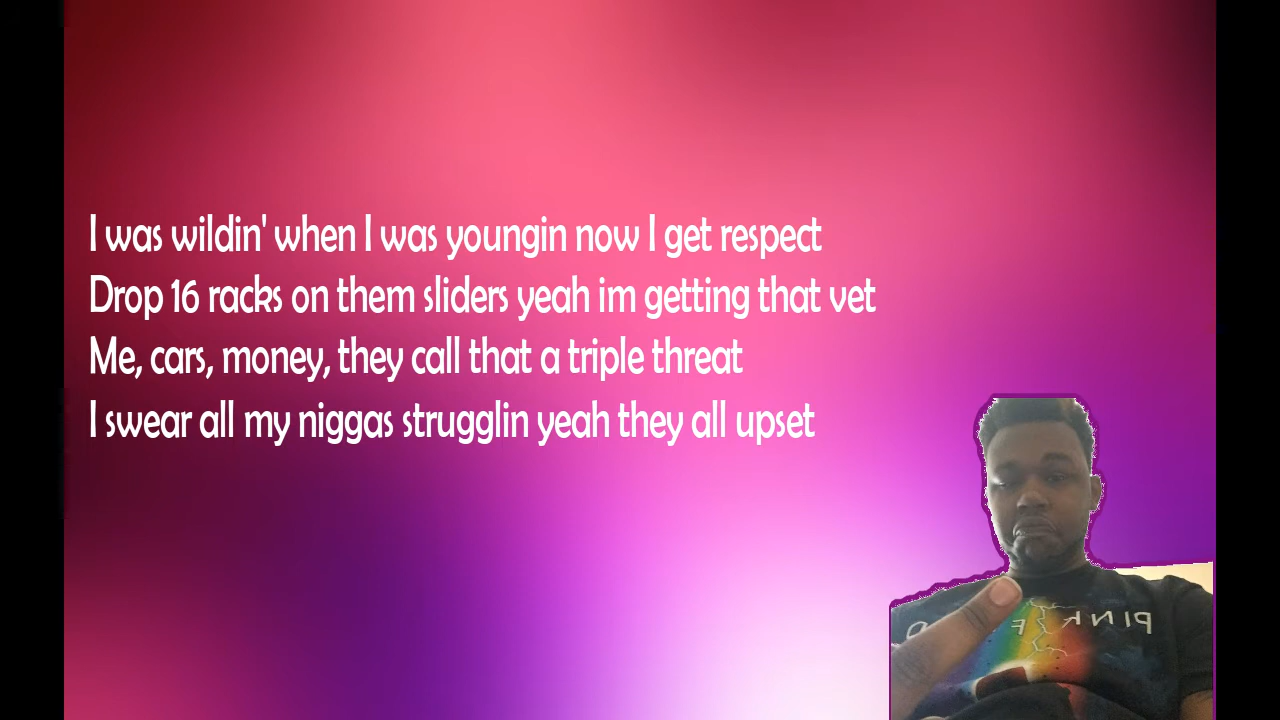 I was wildin' when I was youngin now I get respect
Drop 16 racks on them sliders yeah im getting that vet
Me, cars, money, they call that a triple threat
I swear all my niggas strugglin yeah they all upset
PINK F D